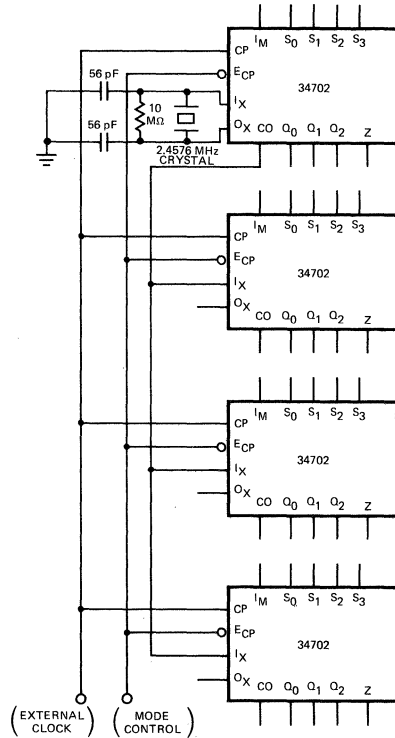 I_M S_0 S_1 S_2 S_3
CP
56 pF
E_CP
I_X
10 MΩ
34702
56 pF
O_X
CO Q_0 Q_1 Q_2 Z
2.4576 MHz
CRYSTAL
I_M S_0 S_1 S_2 S_3
CP
E_CP
34702
I_X
O_X
CO Q_0 Q_1 Q_2 Z
I_M S_0 S_1 S_2 S_3
CP
E_CP
34702
I_X
O_X
CO Q_0 Q_1 Q_2 Z
I_M S_0 S_1 S_2 S_3
CP
E_CP
34702
I_X
O_X
CO Q_0 Q_1 Q_2 Z
(EXTERNAL CLOCK)
(MODE CONTROL)